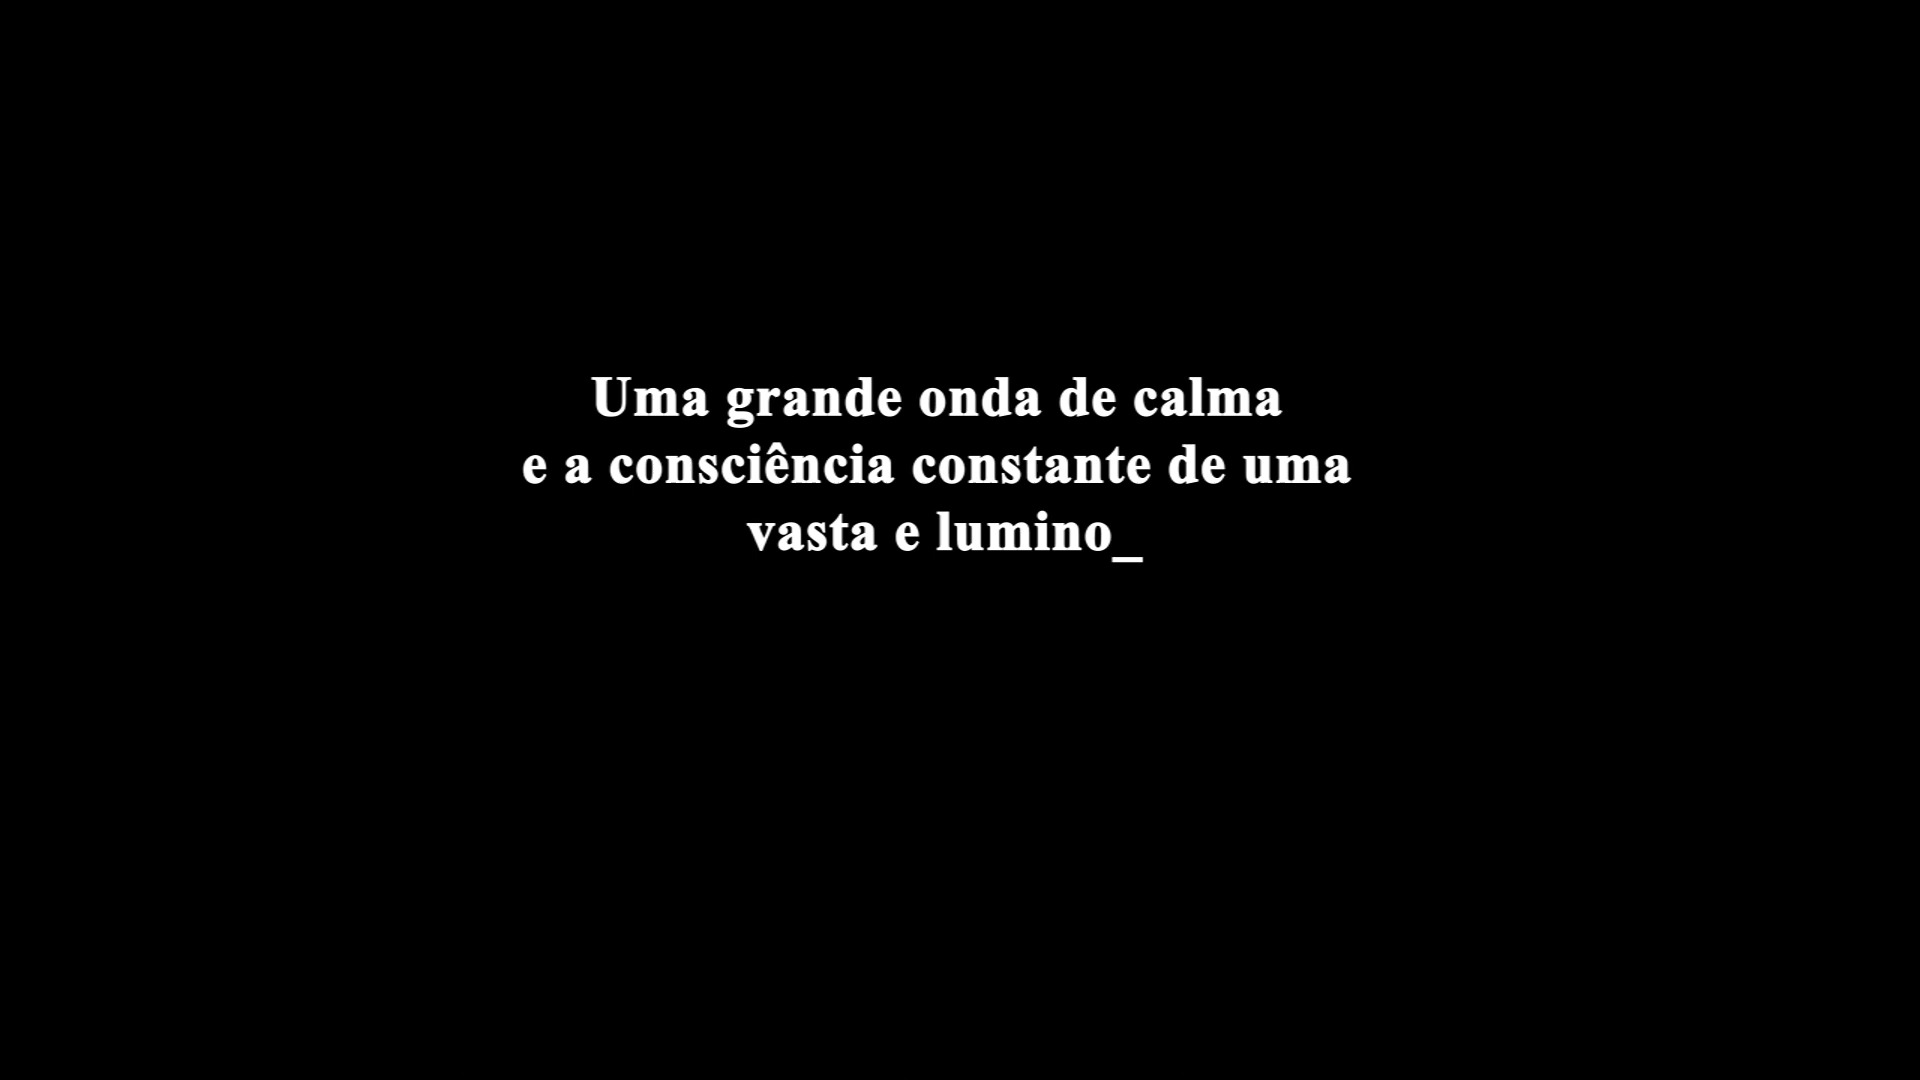 Uma grande onda de calma
e a consciência constante de uma
vasta e lumino_